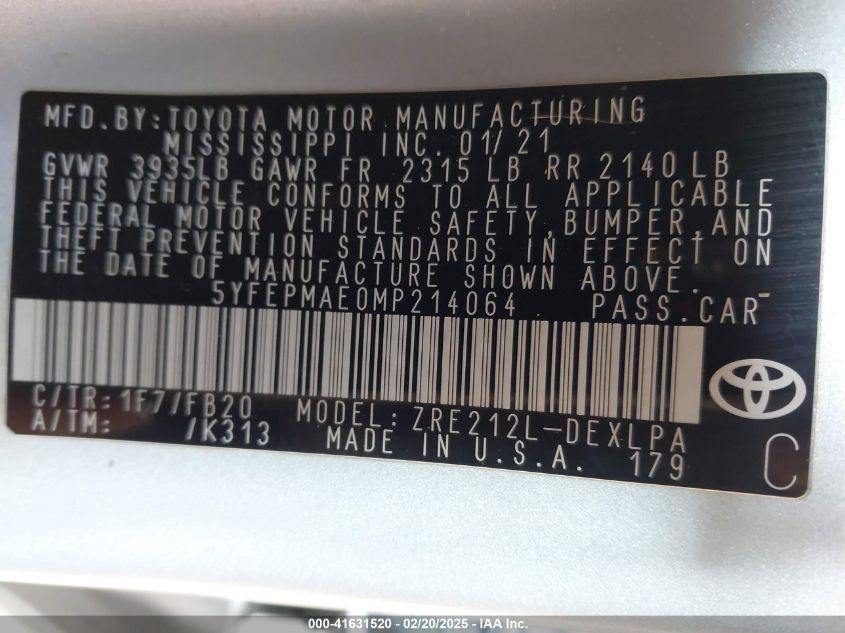 MFD.BY:TOYOTA MOTOR MANUFACTURING
MISSISSIPPI INC. 01/21
GVWR 3935LB GAWR FR 2315 LB RR 2140 LB
THIS VEHICLE CONFORMS TO ALL APPLICABLE
FEDERAL MOTOR VEHICLE SAFETY, BUMPER, AND
THEFT PREVENTION STANDARDS IN EFFECT ON
THE DATE OF MANUFACTURE SHOWN ABOVE.
5YFEPMAE0MP214064 PASS.CAR
C/TR: 1F7/FB20 MODEL: ZRE212L-DEXLPA
A/TM: /K313 MADE IN U.S.A. 179
C
000-41631520 - 02/20/2025 - IAA Inc.